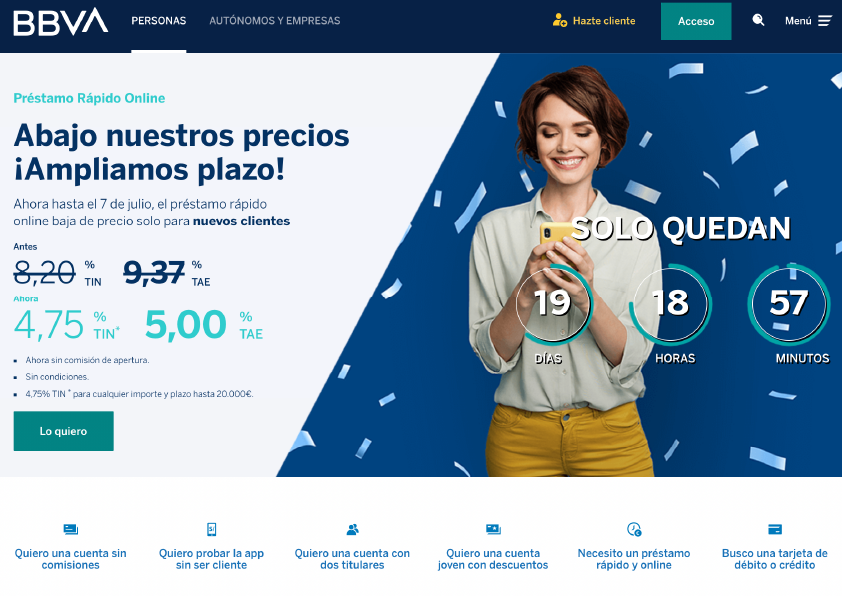 BBVA
PERSONAS
AUTÓNOMOS Y EMPRESAS
Hazte cliente
Acceso
Menú
Préstamo Rápido Online
Abajo nuestros precios
¡Ampliamos plazo!
Ahora hasta el 7 de julio, el préstamo rápido
online baja de precio solo para nuevos clientes
Antes
8,20 % TIN 9,37 % TAE
Ahora
4,75 % TIN* 5,00 % TAE
Ahora sin comisión de apertura.
Sin condiciones.
4,75% TIN * para cualquier importe y plazo hasta 20.000€.
Lo quiero
SOLO QUEDAN
19 18 57
DÍAS HORAS MINUTOS
Quiero una cuenta sin
comisiones
Quiero probar la app
sin ser cliente
Quiero una cuenta con
dos titulares
Quiero una cuenta
joven con descuentos
Necesito un préstamo
rápido y online
Busco una tarjeta de
débito o crédito